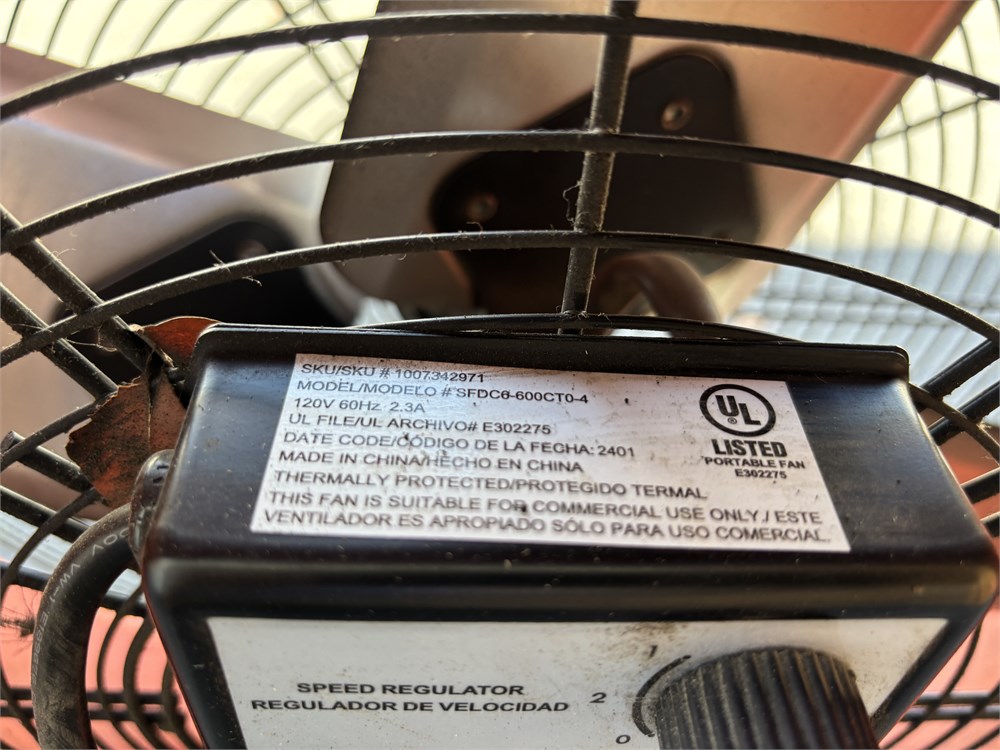 SKU/SKU # 1007342971
MODEL/MODELO # SFDC6-600CT0-4
120V 60Hz 2.3A
UL FILE/UL ARCHIVO# E302275
DATE CODE/CÓDIGO DE LA FECHA: 2401
MADE IN CHINA/HECHO EN CHINA
THERMALLY PROTECTED/PROTEGIDO TERMAL
THIS FAN IS SUITABLE FOR COMMERCIAL USE ONLY./ ESTE
VENTILADOR ES APROPIADO SÓLO PARA USO COMERCIAL.
UL
LISTED
PORTABLE FAN
E302275
SPEED REGULATOR
REGULADOR DE VELOCIDAD
1
2
0